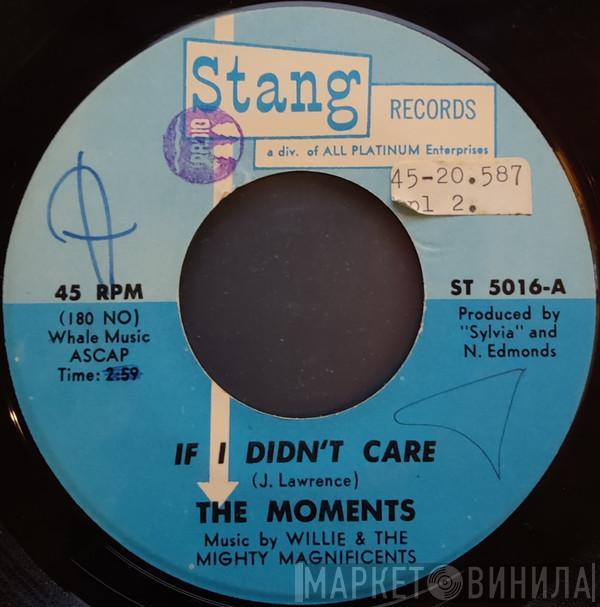 Stang
RECORDS
a div. of ALL PLATINUM Enterprises
RADIO
45-20.587
pl 2.
45 RPM
(180 NO)
Whale Music
ASCAP
Time: 2:59
ST 5016-A
Produced by
"Sylvia" and
N. Edmonds
IF I DIDN'T CARE
(J. Lawrence)
THE MOMENTS
Music by WILLIE & THE
MIGHTY MAGNIFICENTS
МАРКЕТ ВИНИЛА